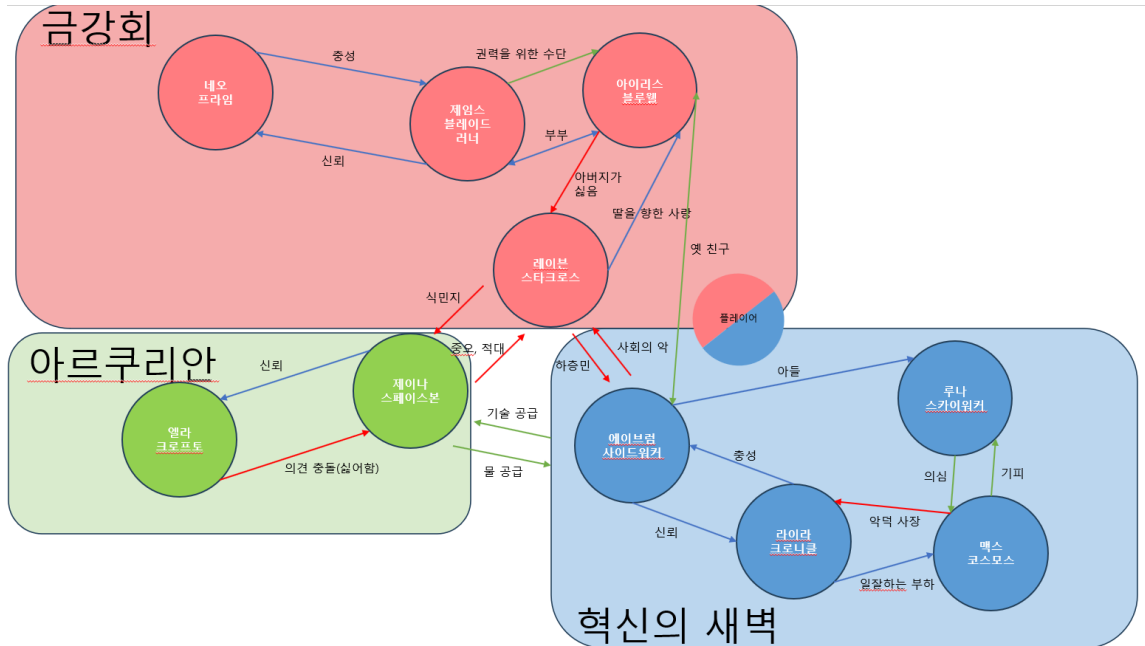 금강회
네오
프라임
충성
신뢰
제임스
블레이드
러너
권력을 위한 수단
부부
아이리스
블루웰
아버지가
싫음
딸을 향한 사랑
옛 친구
레이븐
스타크로스
식민지
증오, 적대
하층민
사회의 악
플레이어
아르쿠리안
신뢰
엘라
크로프토
의견 충돌(싫어함)
제이나
스페이스본
기술 공급
물 공급
에이브럼
사이드워커
아들
루나
스카이워커
충성
신뢰
라이라
크로니클
악덕 사장
일잘하는 부하
의심
기피
맥스
코스모스
혁신의 새벽